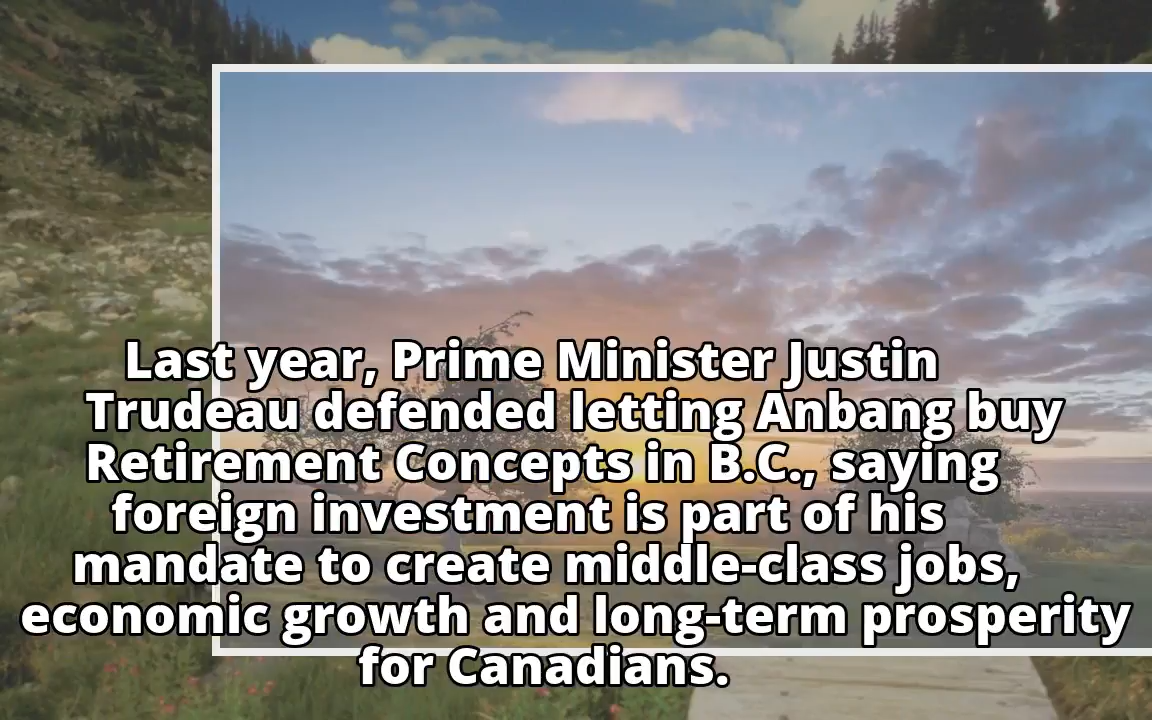 Last year, Prime Minister Justin
Trudeau defended letting Anbang buy
Retirement Concepts in B.C., saying
foreign investment is part of his
mandate to create middle-class jobs,
economic growth and long-term prosperity
for Canadians.